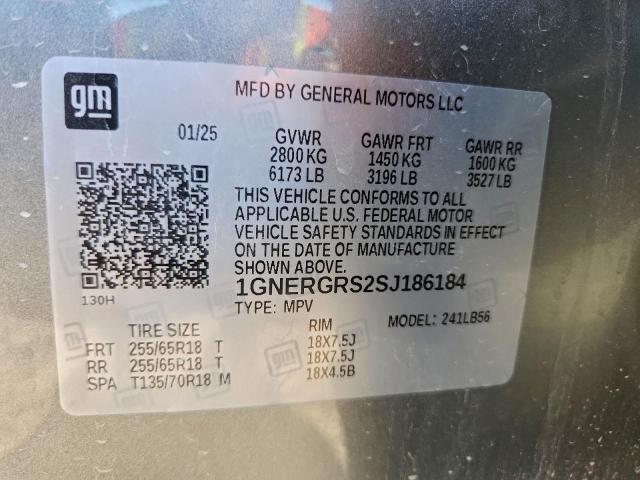 gm
MFD BY GENERAL MOTORS LLC
01/25 GVWR GAWR FRT GAWR RR
2800 KG 1450 KG 1600 KG
6173 LB 3196 LB 3527 LB
THIS VEHICLE CONFORMS TO ALL
APPLICABLE U.S. FEDERAL MOTOR
VEHICLE SAFETY STANDARDS IN EFFECT
ON THE DATE OF MANUFACTURE
SHOWN ABOVE.
1GNERGRS2SJ186184
130H
TYPE: MPV
MODEL: 241LB56
TIRE SIZE RIM
FRT 255/65R18 T 18X7.5J
RR 255/65R18 T 18X7.5J
SPA T135/70R18 M 18X4.5B